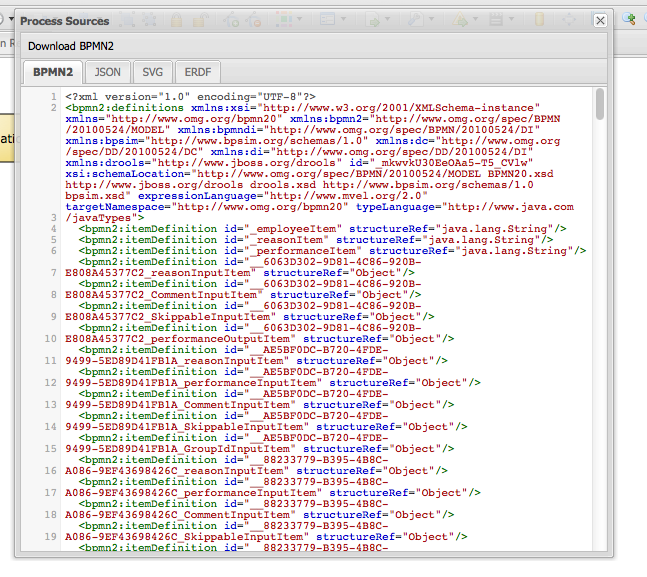 Process Sources
Download BPMN2
BPMN2 JSON SVG ERDF
1 <?xml version="1.0" encoding="UTF-8"?>
2 <bpmn2:definitions xmlns:xsi="http://www.w3.org/2001/XMLSchema-instance"
xmlns="http://www.omg.org/bpmn20" xmlns:bpmn2="http://www.omg.org/spec/BPMN
/20100524/MODEL" xmlns:bpmndi="http://www.omg.org/spec/BPMN/20100524/DI"
xmlns:bpsim="http://www.bpsim.org/schemas/1.0" xmlns:dc="http://www.omg.org
/spec/DD/20100524/DC" xmlns:di="http://www.omg.org/spec/DD/20100524/DI"
xmlns:drools="http://www.jboss.org/drools" id="_mkwvkU30EeOAa5-T5_CVlw"
xsi:schemaLocation="http://www.omg.org/spec/BPMN/20100524/MODEL BPMN20.xsd
http://www.jboss.org/drools drools.xsd http://www.bpsim.org/schemas/1.0
bpsim.xsd" expressionLanguage="http://www.mvel.org/2.0"
targetNamespace="http://www.omg.org/bpmn20" typeLanguage="http://www.java.com
3 /javaTypes">
4 <bpmn2:itemDefinition id="_employeeItem" structureRef="java.lang.String"/>
5 <bpmn2:itemDefinition id="_reasonItem" structureRef="java.lang.String"/>
6 <bpmn2:itemDefinition id="_performanceItem" structureRef="java.lang.String"/>
<bpmn2:itemDefinition id="__6063D302-9D81-4C86-920B-
7 E808A45377C2_reasonInputItem" structureRef="Object"/>
<bpmn2:itemDefinition id="__6063D302-9D81-4C86-920B-
8 E808A45377C2_CommentInputItem" structureRef="Object"/>
<bpmn2:itemDefinition id="__6063D302-9D81-4C86-920B-
9 E808A45377C2_SkippableInputItem" structureRef="Object"/>
<bpmn2:itemDefinition id="__6063D302-9D81-4C86-920B-
10 E808A45377C2_performanceOutputItem" structureRef="Object"/>
<bpmn2:itemDefinition id="__AE5BF0DC-B720-4FDE-
11 9499-5ED89D41FB1A_reasonInputItem" structureRef="Object"/>
<bpmn2:itemDefinition id="__AE5BF0DC-B720-4FDE-
12 9499-5ED89D41FB1A_performanceInputItem" structureRef="Object"/>
<bpmn2:itemDefinition id="__AE5BF0DC-B720-4FDE-
13 9499-5ED89D41FB1A_CommentInputItem" structureRef="Object"/>
<bpmn2:itemDefinition id="__AE5BF0DC-B720-4FDE-
14 9499-5ED89D41FB1A_SkippableInputItem" structureRef="Object"/>
<bpmn2:itemDefinition id="__AE5BF0DC-B720-4FDE-
15 9499-5ED89D41FB1A_GroupIdInputItem" structureRef="Object"/>
<bpmn2:itemDefinition id="__88233779-B395-4B8C-
16 A086-9EF43698426C_reasonInputItem" structureRef="Object"/>
<bpmn2:itemDefinition id="__88233779-B395-4B8C-
17 A086-9EF43698426C_performanceInputItem" structureRef="Object"/>
<bpmn2:itemDefinition id="__88233779-B395-4B8C-
18 A086-9EF43698426C_CommentInputItem" structureRef="Object"/>
<bpmn2:itemDefinition id="__88233779-B395-4B8C-
19 A086-9EF43698426C_SkippableInputItem" structureRef="Object"/>
<bpmn2:itemDefinition id="__88233779-B395-4B8C-